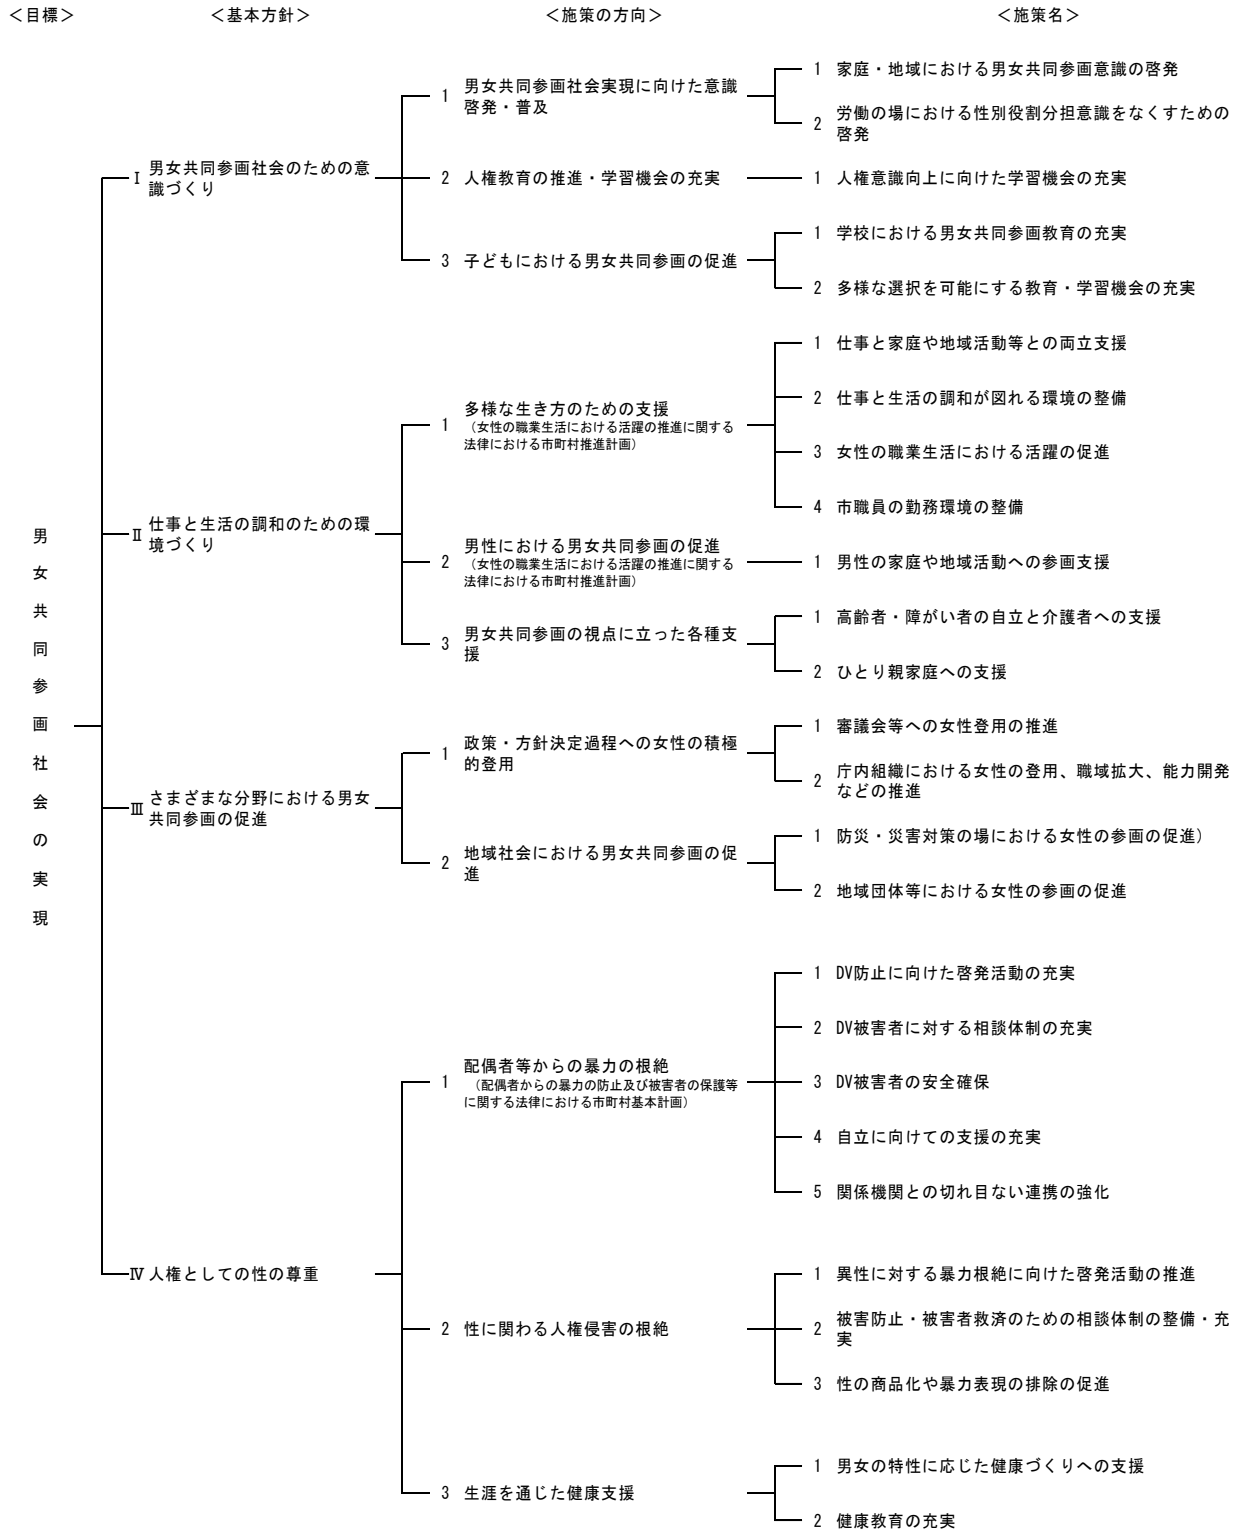 ＜目標＞
＜基本方針＞
＜施策の方向＞
＜施策名＞
男女共同参画社会の実現
Ⅰ 男女共同参画社会のための意
識づくり
1 男女共同参画社会実現に向けた意識
啓発・普及
1 家庭・地域における男女共同参画意識の啓発
2 労働の場における性別役割分担意識をなくすための
啓発
2 人権教育の推進・学習機会の充実
1 人権意識向上に向けた学習機会の充実
3 子どもにおける男女共同参画の促進
1 学校における男女共同参画教育の充実
2 多様な選択を可能にする教育・学習機会の充実
Ⅱ 仕事と生活の調和のための環
境づくり
1 多様な生き方のための支援
（女性の職業生活における活躍の推進に関する
法律における市町村推進計画）
1 仕事と家庭や地域活動等との両立支援
2 仕事と生活の調和が図れる環境の整備
3 女性の職業生活における活躍の促進
4 市職員の勤務環境の整備
2 男性における男女共同参画の促進
（女性の職業生活における活躍の推進に関する
法律における市町村推進計画）
1 男性の家庭や地域活動への参画支援
3 男女共同参画の視点に立った各種支
援
1 高齢者・障がい者の自立と介護者への支援
2 ひとり親家庭への支援
Ⅲ さまざまな分野における男女
共同参画の促進
1 政策・方針決定過程への女性の積極
的登用
1 審議会等への女性登用の推進
2 庁内組織における女性の登用、職域拡大、能力開発
などの推進
2 地域社会における男女共同参画の促
進
1 防災・災害対策の場における女性の参画の促進）
2 地域団体等における女性の参画の促進
Ⅳ 人権としての性の尊重
1 配偶者等からの暴力の根絶
（配偶者からの暴力の防止及び被害者の保護等
に関する法律における市町村基本計画）
1 DV防止に向けた啓発活動の充実
2 DV被害者に対する相談体制の充実
3 DV被害者の安全確保
4 自立に向けての支援の充実
5 関係機関との切れ目ない連携の強化
2 性に関わる人権侵害の根絶
1 異性に対する暴力根絶に向けた啓発活動の推進
2 被害防止・被害者救済のための相談体制の整備・充
実
3 性の商品化や暴力表現の排除の促進
3 生涯を通じた健康支援
1 男女の特性に応じた健康づくりへの支援
2 健康教育の充実